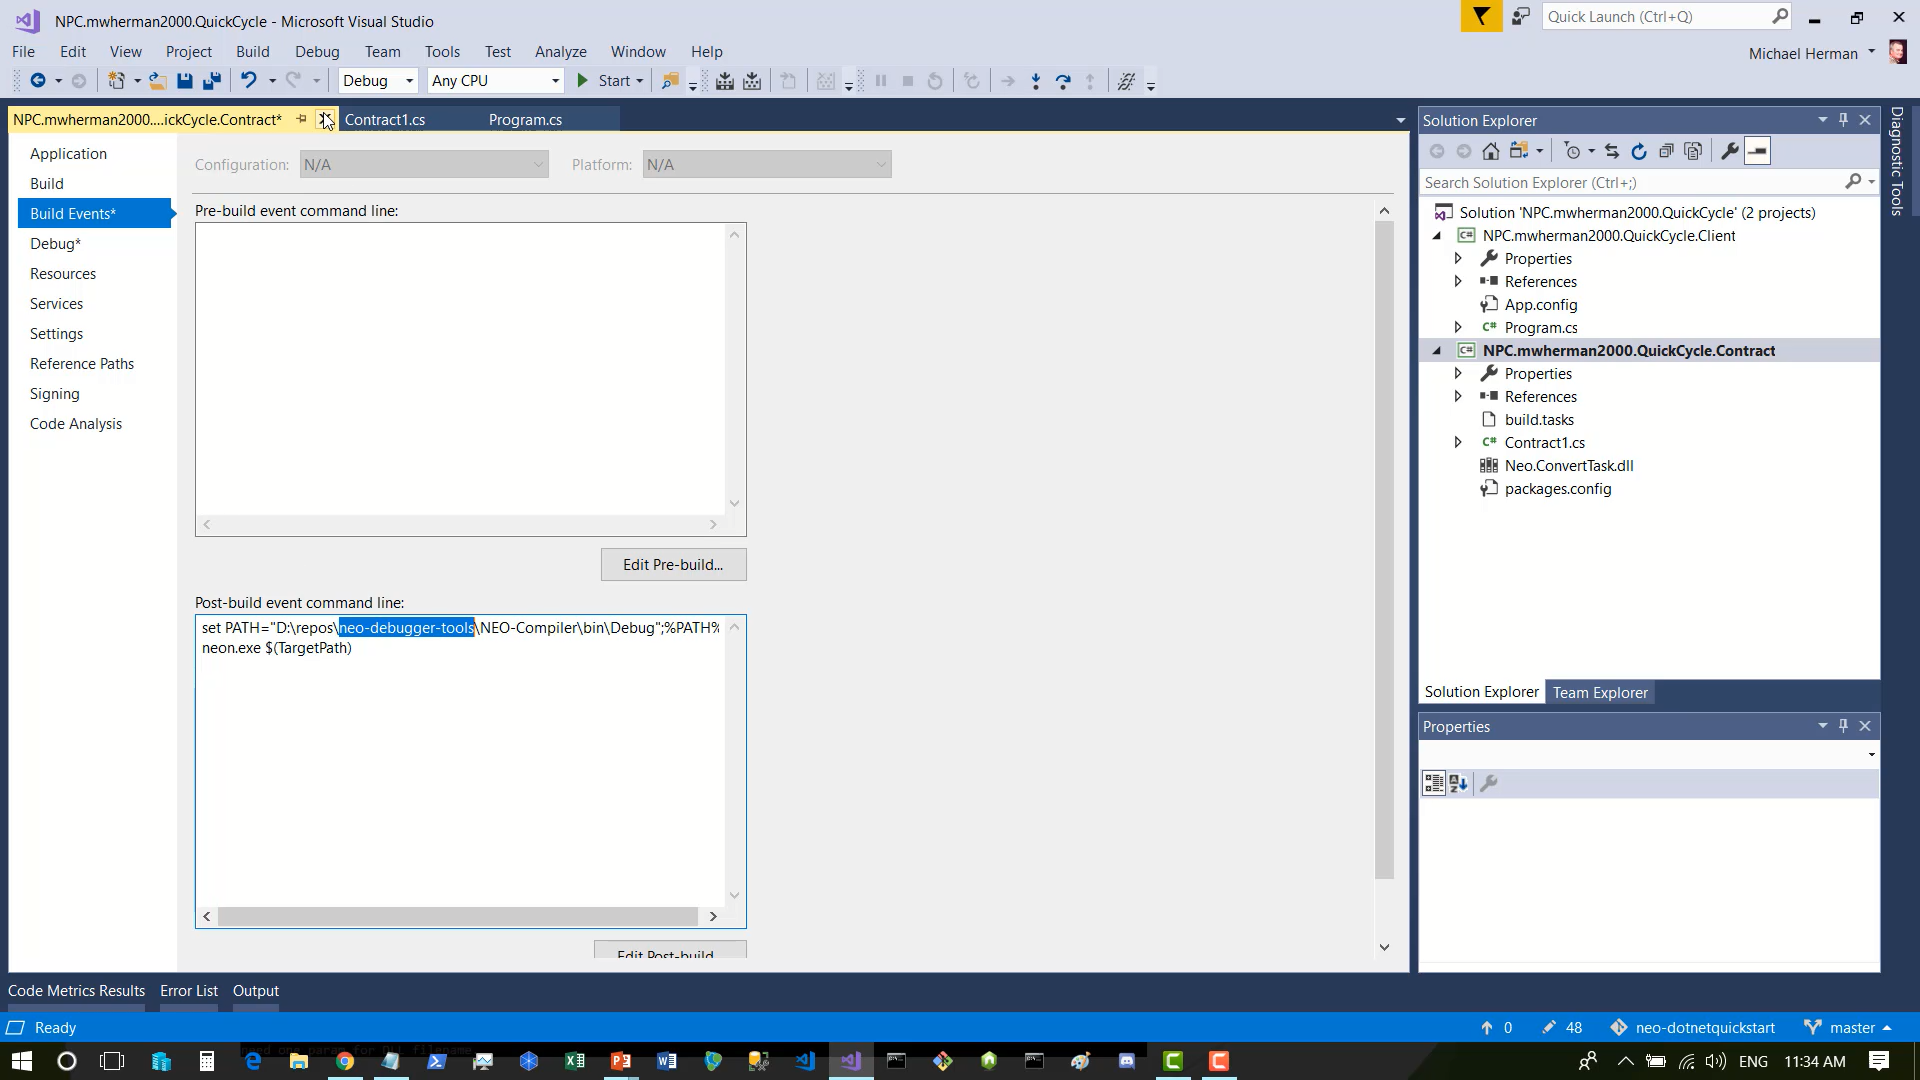 NPC.mwherman2000.QuickCycle - Microsoft Visual Studio
Quick Launch (Ctrl+Q)
File Edit View Project Build Debug Team Tools Test Analyze Window Help
Michael Herman
Debug Any CPU Start
NPC.mwherman2000....ickCycle.Contract* Contract1.cs Program.cs
Application
Build
Build Events*
Debug*
Resources
Services
Settings
Reference Paths
Signing
Code Analysis
Configuration: N/A Platform: N/A
Pre-build event command line:
Edit Pre-build...
Post-build event command line:
set PATH="D:\repos\neo-debugger-tools\NEO-Compiler\bin\Debug";%PATH%
neon.exe $(TargetPath)
Edit Post-build
Solution Explorer
Search Solution Explorer (Ctrl+;)
Solution 'NPC.mwherman2000.QuickCycle' (2 projects)
NPC.mwherman2000.QuickCycle.Client
Properties
References
App.config
Program.cs
NPC.mwherman2000.QuickCycle.Contract
Properties
References
build.tasks
Contract1.cs
Neo.ConvertTask.dll
packages.config
Solution Explorer Team Explorer
Properties
Diagnostic Tools
Code Metrics Results Error List Output
Ready
0 48 neo-dotnetquickstart master
need one param for DLL filename
ENG 11:34 AM